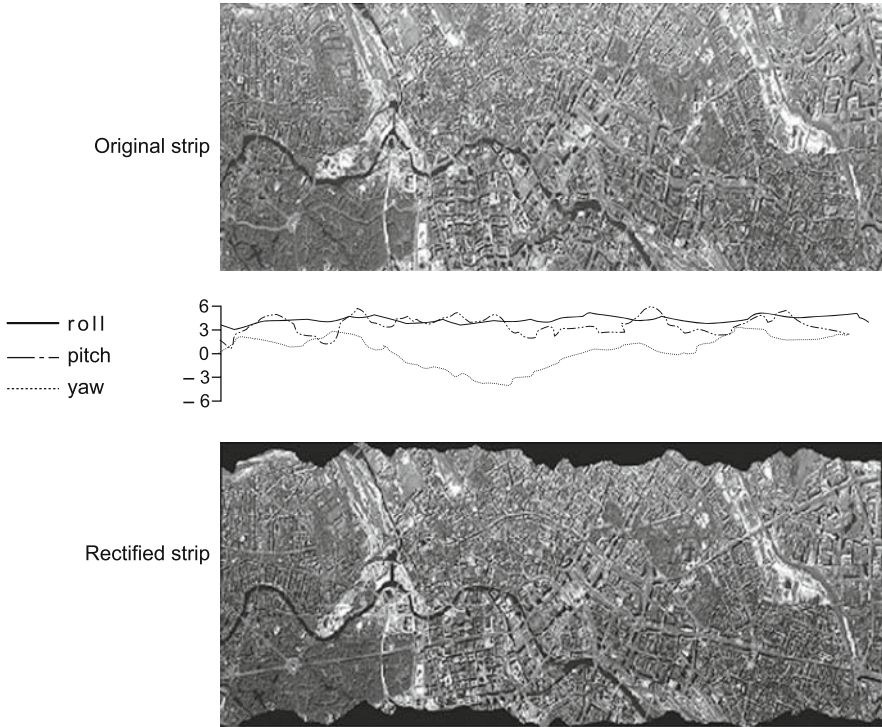 Original strip
roll
pitch
yaw
6
3
0
– 3
– 6
Rectified strip